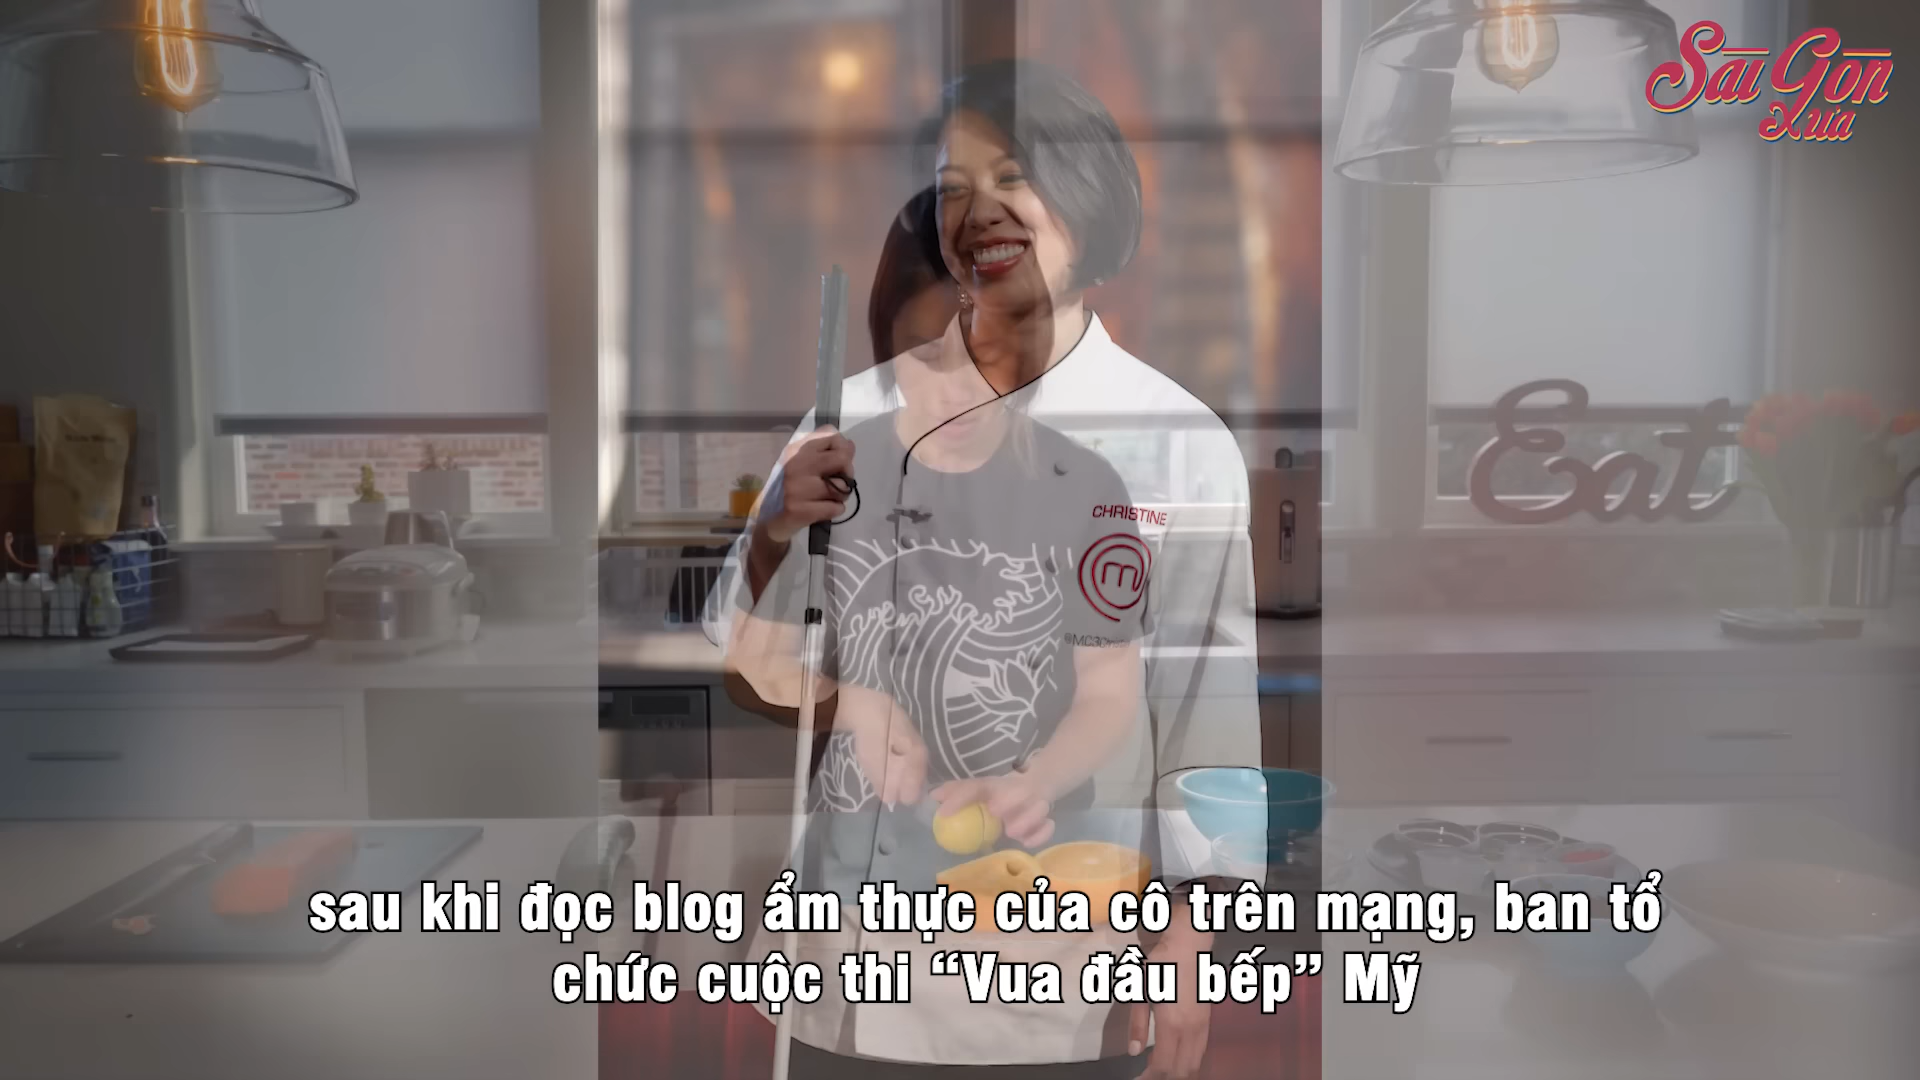 Sài Gòn
Xưa
Eat
CHRISTINE
sau khi đọc blog ẩm thực của cô trên mạng, ban tổ
chức cuộc thi “Vua đầu bếp” Mỹ